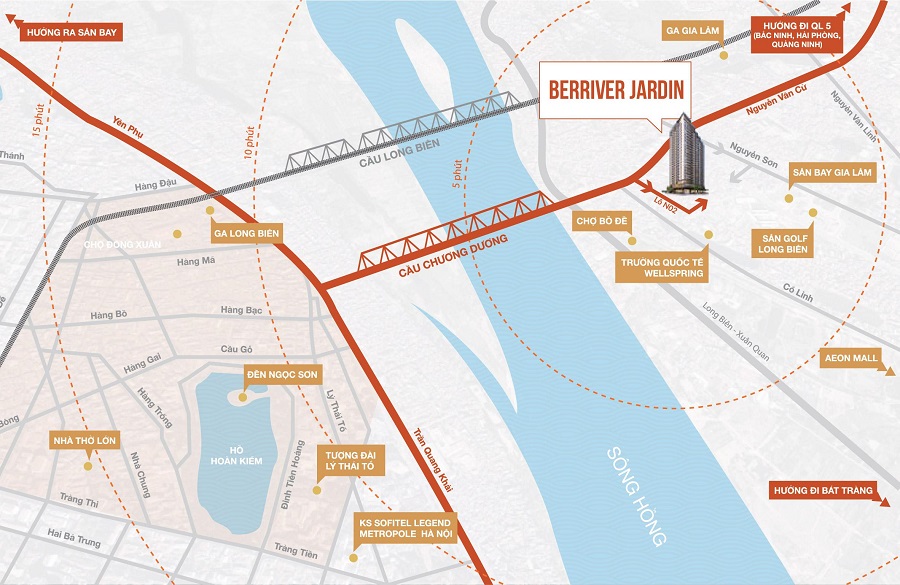 HƯỚNG RA SÂN BAY
GA GIA LÂM
HƯỚNG ĐI QL 5
(BẮC NINH, HẢI PHÒNG,
QUẢNG NINH)
BERRIVER JARDIN
Nguyễn Văn Cừ
Nguyễn Văn Linh
15 phút
10 phút
5 phút
Yên Phụ
CẦU LONG BIÊN
Nguyễn Sơn
Thành
Hàng Đậu
SÂN BAY GIA LÂM
Lô N02
CHỢ BỒ ĐỀ
GA LONG BIÊN
CHỢ ĐỒNG XUÂN
CẦU CHƯƠNG DƯƠNG
SÂN GOLF
LONG BIÊN
TRƯỜNG QUỐC TẾ
WELLSPRING
Hàng Mã
Cổ Linh
Hàng Bồ
Hàng Bạc
Long Biên - Xuân Quan
Cầu Gỗ
Hàng Gai
AEON MALL
ĐỀN NGỌC SƠN
Hàng Trống
Lý Thái Tổ
Bông
NHÀ THỜ LỚN
HỒ
HOÀN KIẾM
Trần Quang Khải
TƯỢNG ĐÀI
LÝ THÁI TỔ
Nhà Chung
Đinh Tiên Hoàng
SÔNG HỒNG
HƯỚNG ĐI BÁT TRÀNG
Tràng Thi
KS SOFITEL LEGEND
METROPOLE HÀ NỘI
Hai Bà Trưng
Tràng Tiền